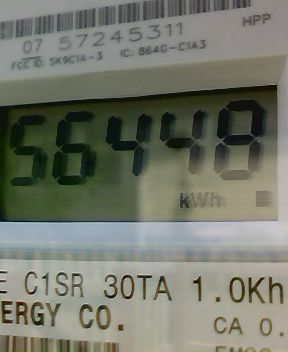 07 57245311
HPP
FCC ID: SK9C1A-3 IC: 864G-C1A3
56448
kWh
E C1SR 30TA 1.0Kh
ERGY CO.
CA 0.